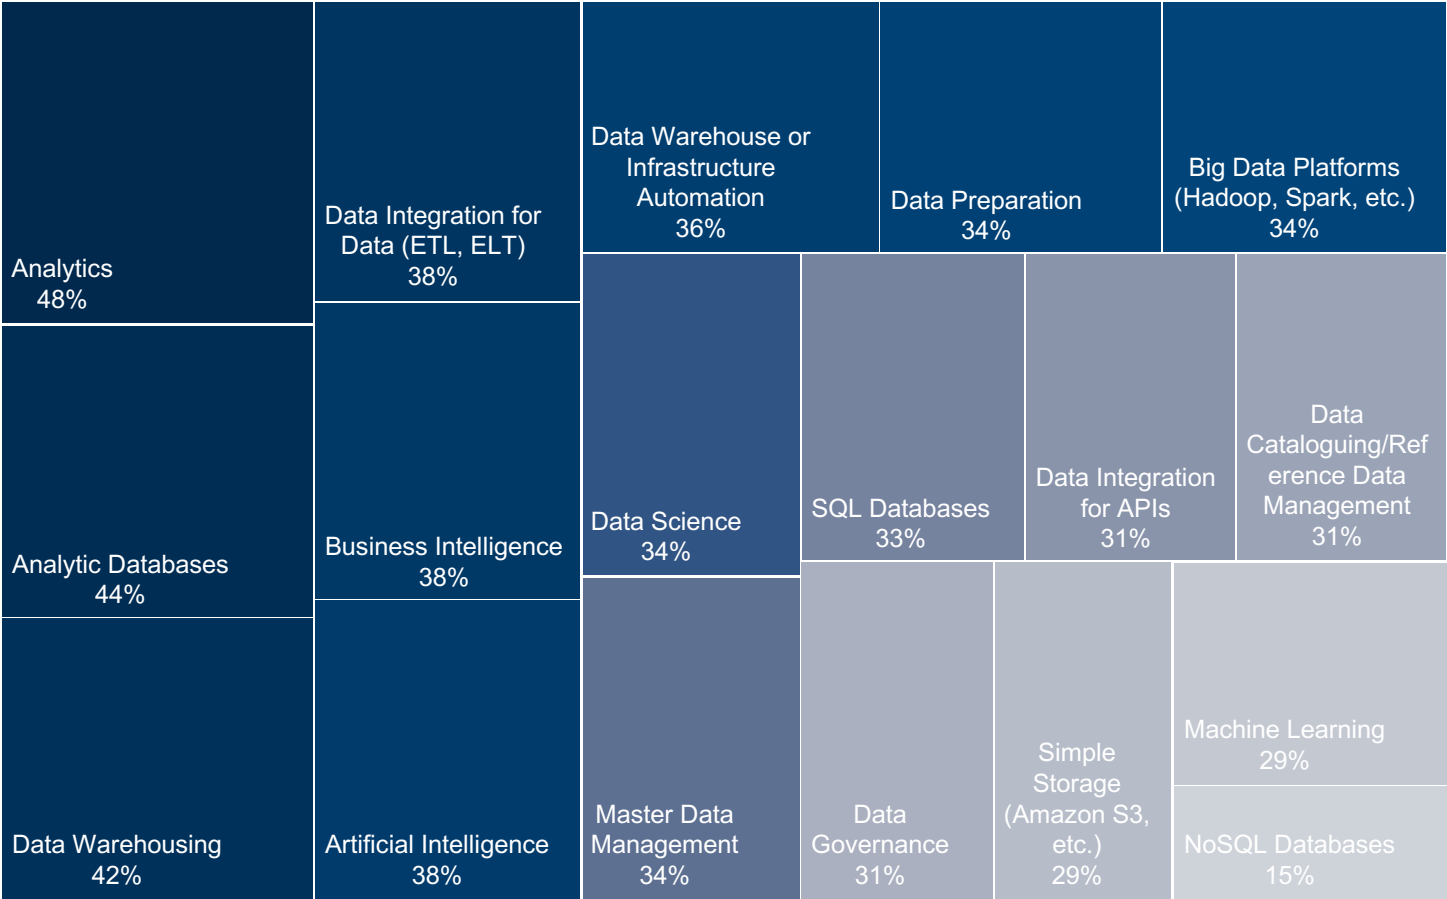 Analytics
48%
Analytic Databases
44%
Data Warehousing
42%
Data Integration for
Data (ETL, ELT)
38%
Business Intelligence
38%
Artificial Intelligence
38%
Data Warehouse or
Infrastructure
Automation
36%
Data Preparation
34%
Big Data Platforms
(Hadoop, Spark, etc.)
34%
Data Science
34%
Master Data
Management
34%
SQL Databases
33%
Data Integration
for APIs
31%
Data
Cataloguing/Ref
erence Data
Management
31%
Data
Governance
31%
Simple
Storage
(Amazon S3,
etc.)
29%
Machine Learning
29%
NoSQL Databases
15%